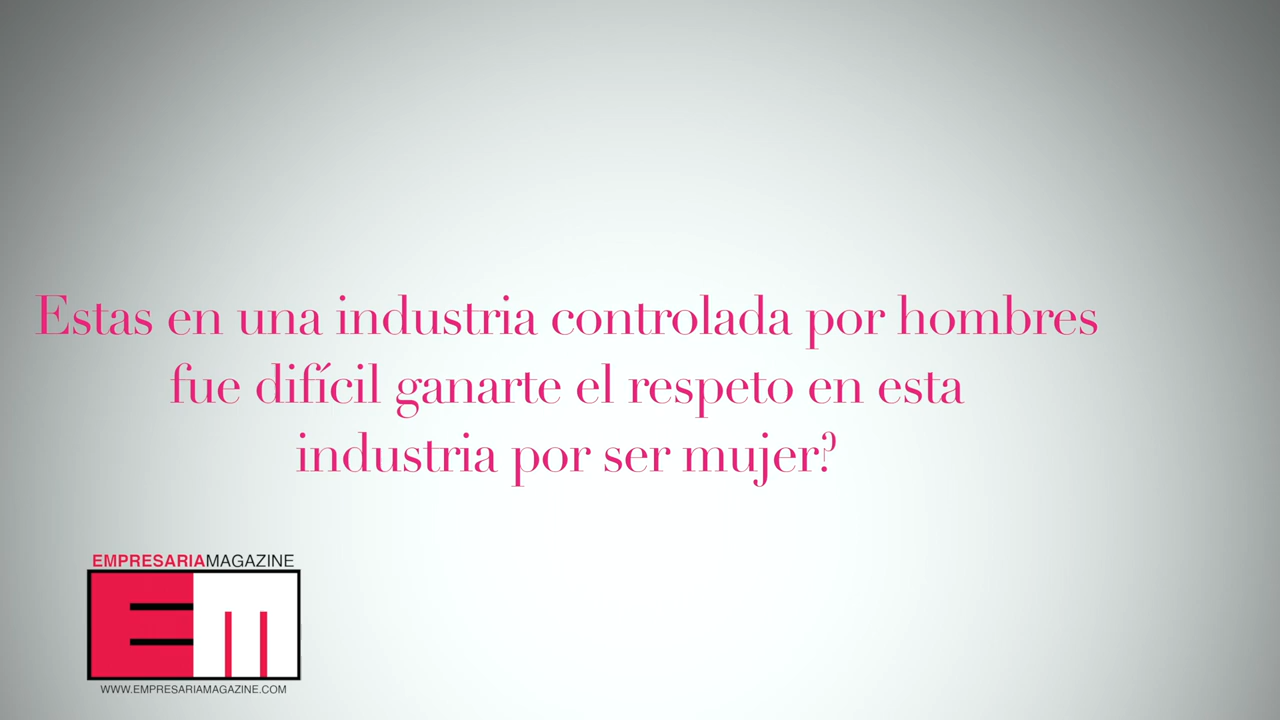 Estas en una industria controlada por hombres
fue difícil ganarte el respeto en esta
industria por ser mujer?
EMPRESARIAMAGAZINE
Em
WWW.EMPRESARIAMAGAZINE.COM